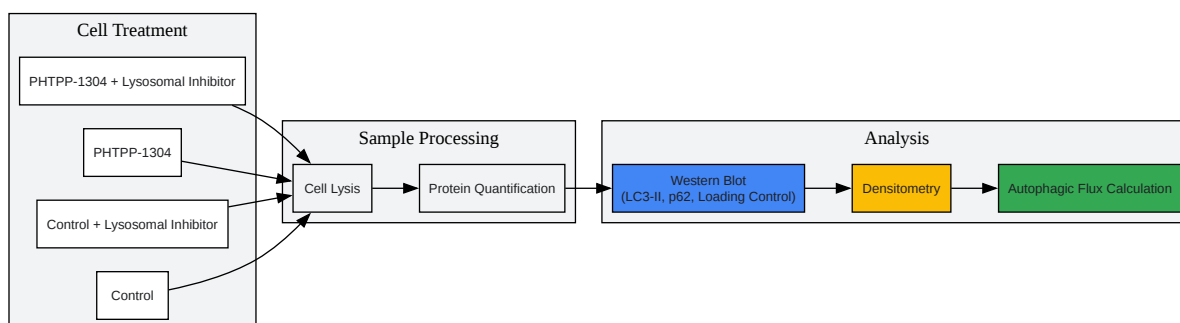 Cell Treatment
PHTPP-1304 + Lysosomal Inhibitor
PHTPP-1304
Control + Lysosomal Inhibitor
Control
Sample Processing
Cell Lysis
Protein Quantification
Analysis
Western Blot
(LC3-II, p62, Loading Control)
Densitometry
Autophagic Flux Calculation